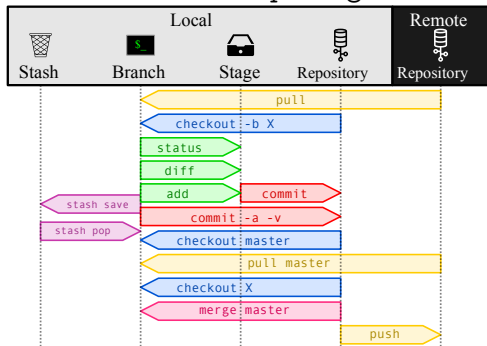 Local Remote
$_
Stash Branch Stage Repository Repository
pull
checkout -b X
status
diff
add commit
stash save
commit -a -v
stash pop
checkout master
pull master
checkout X
merge master
push